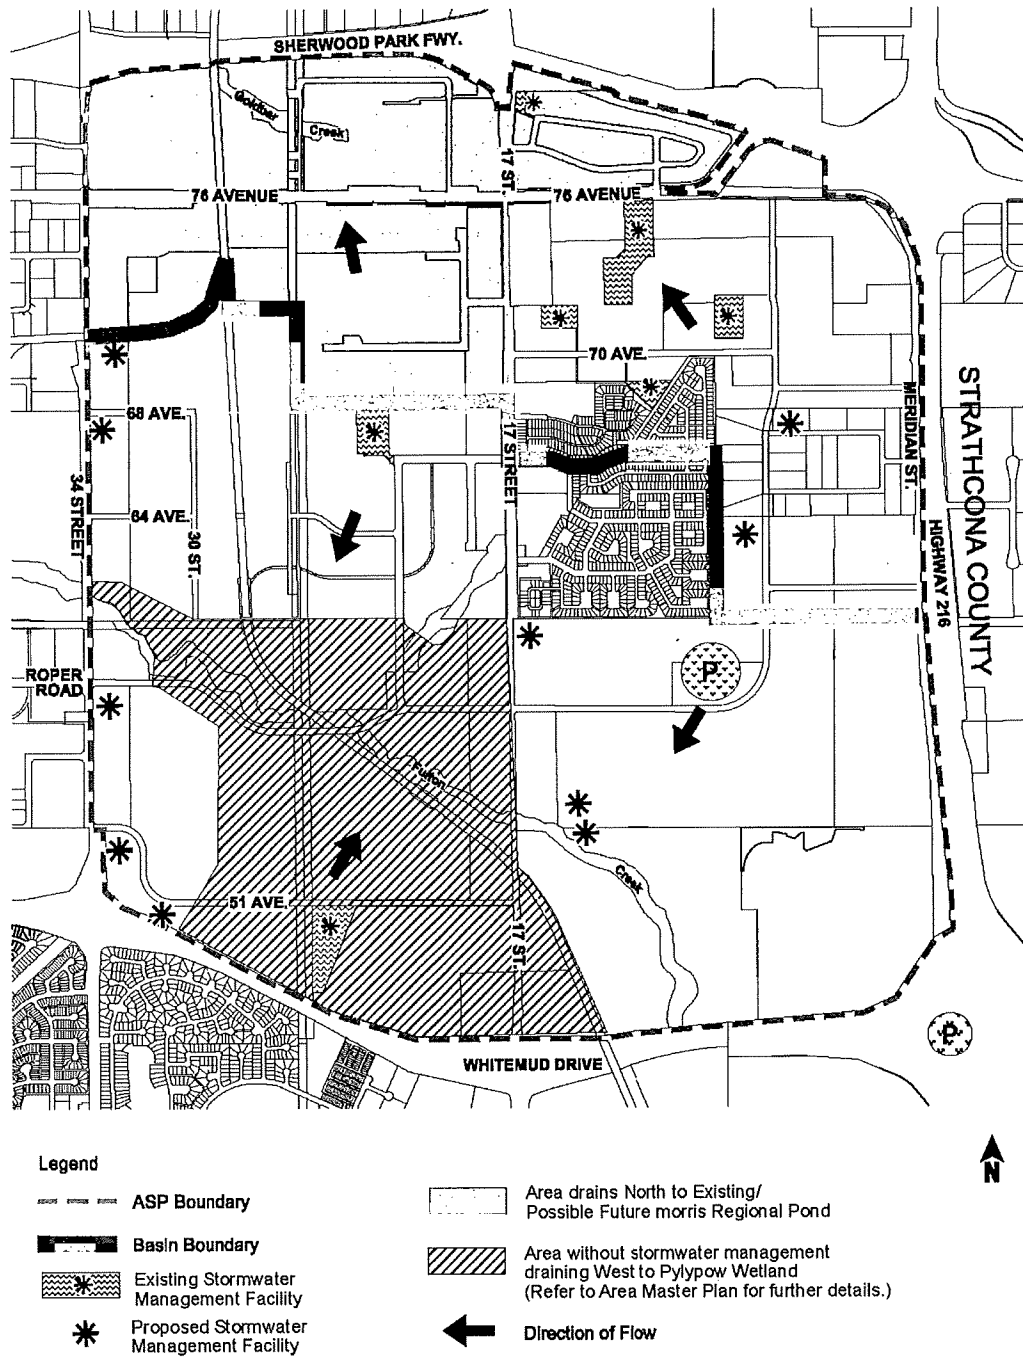 SHERWOOD PARK FWY.
Goldbar
Creek
17 ST.
76 AVENUE
76 AVENUE
70 AVE.
68 AVE.
34 STREET
17 STREET
MERIDIAN ST.
STRATHCONA COUNTY
64 AVE.
30 ST.
HIGHWAY 216
ROPER
ROAD
P
Fulton
Creek
51 AVE.
17 ST.
P
WHITEMUD DRIVE
N
Legend
ASP Boundary
Basin Boundary
Existing Stormwater
Management Facility
Proposed Stormwater
Management Facility
Area drains North to Existing/
Possible Future morris Regional Pond
Area without stormwater management
draining West to Pylypow Wetland
(Refer to Area Master Plan for further details.)
Direction of Flow